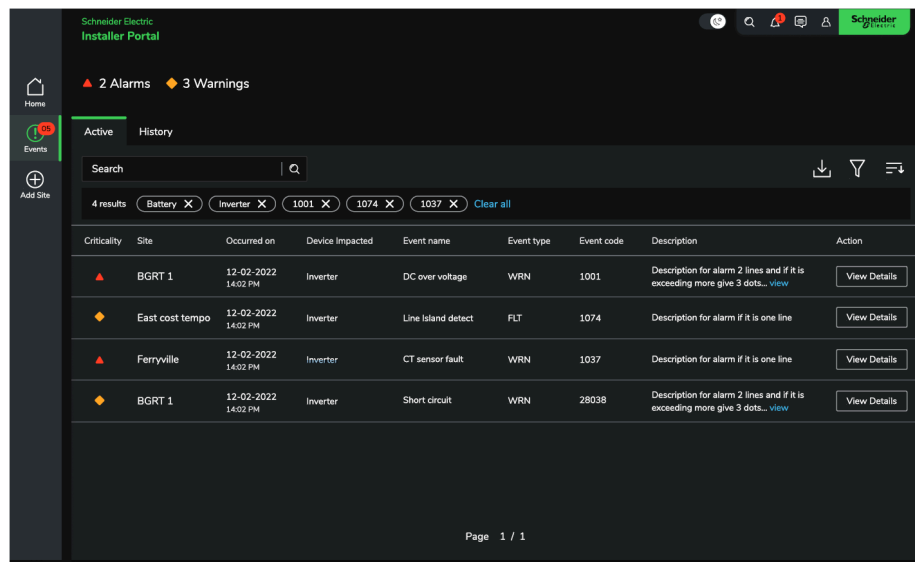 Schneider Electric
Installer Portal
1
Schneider
Electric
2 Alarms 3 Warnings
Home
05
Events
Add Site
Active History
Search
4 results Battery X Inverter X 1001 X 1074 X 1037 X Clear all
Criticality Site Occurred on Device Impacted Event name Event type Event code Description Action
BGRT 1 12-02-2022 14:02 PM Inverter DC over voltage WRN 1001 Description for alarm 2 lines and if it is
exceeding more give 3 dots... view View Details
East cost tempo 12-02-2022 14:02 PM Inverter Line Island detect FLT 1074 Description for alarm if it is one line View Details
Ferryville 12-02-2022 14:02 PM Inverter CT sensor fault WRN 1037 Description for alarm if it is one line View Details
BGRT 1 12-02-2022 14:02 PM Inverter Short circuit WRN 28038 Description for alarm 2 lines and if it is
exceeding more give 3 dots... view View Details
Page 1 / 1